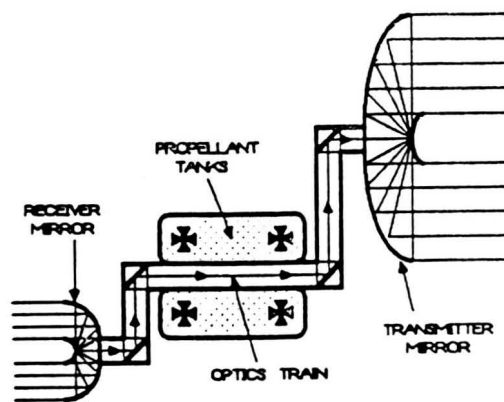 PROPELLANT
TANKS
RECEIVER
MIRROR
OPTICS TRAIN
TRANSMITTER
MIRROR